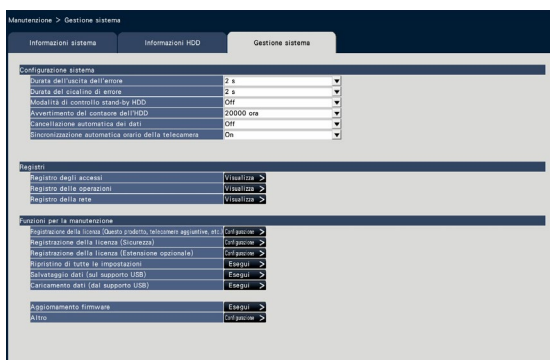 Manutenzione > Gestione sistema
Informazioni sistema Informazioni HDD Gestione sistema
Configurazione sistema
Durata dell'uscita dell'errore 2 s
Durata del cicalino di errore 2 s
Modalità di controllo stand-by HDD Off
Avvertimento del contaore dell'HDD 20000 ora
Cancellazione automatica dei dati Off
Sincronizzazione automatica orario della telecamera On
Registri
Registro degli accessi Visualizza >
Registro delle operazioni Visualizza >
Registro della rete Visualizza >
Funzioni per la manutenzione
Registrazione della licenza (Questo prodotto, telecamere aggiuntive, etc.) Configurazione >
Registrazione della licenza (Sicurezza) Configurazione >
Registrazione della licenza (Estensione opzionale) Configurazione >
Ripristino di tutte le impostazioni Esegui >
Salvataggio dati (sul supporto USB) Esegui >
Caricamento dati (dal supporto USB) Esegui >
Aggiornamento firmware Esegui >
Altro Configurazione >